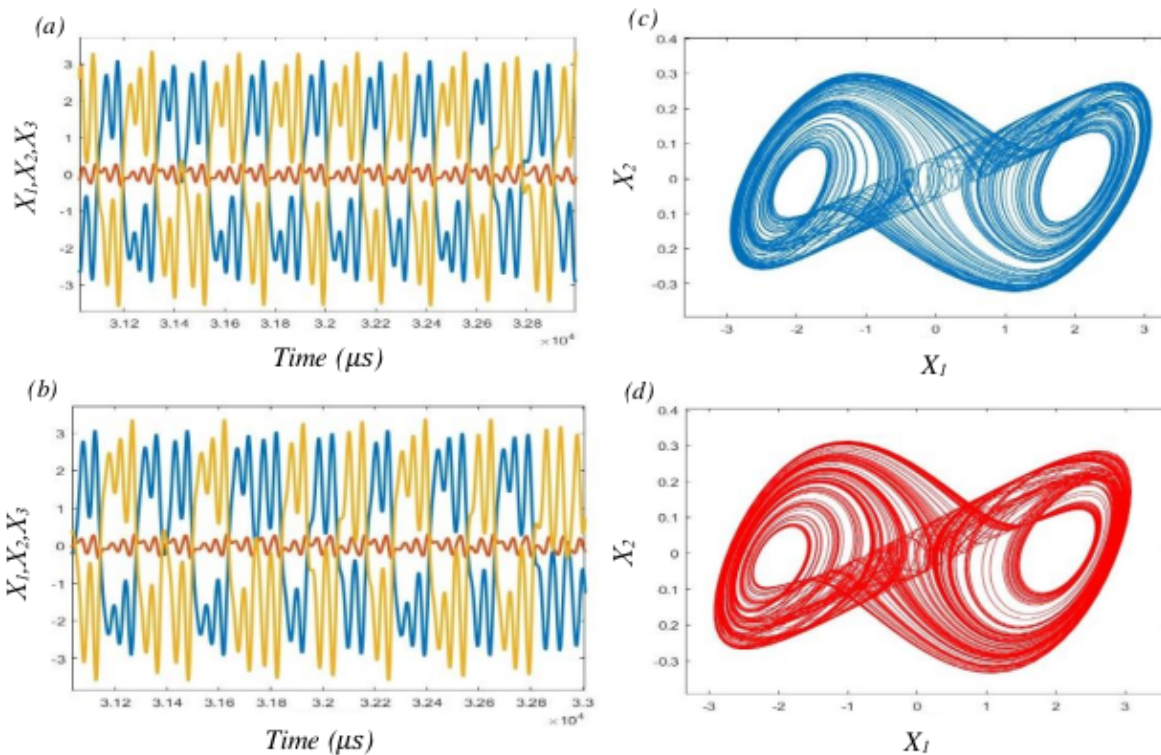 (a)
3
2
1
0
-1
-2
-3
X1,X2,X3
3.12 3.14 3.16 3.18 3.2 3.22 3.24 3.26 3.28
×10^4
Time (μs)
(c)
0.4
0.3
0.2
0.1
0
0.1
0.2
-0.3
X2
-3 -2 -1 0 1 2 3
X1
(b)
3
2
1
0
-1
-2
-3
X1,X2,X3
3.12 3.14 3.16 3.18 3.2 3.22 3.24 3.26 3.28 3.3
×10^4
Time (μs)
(d)
0.4
0.3
0.2
0.1
0
-0.1
-0.2
-0.3
X2
-3 -2 -1 0 1 2 3
X1